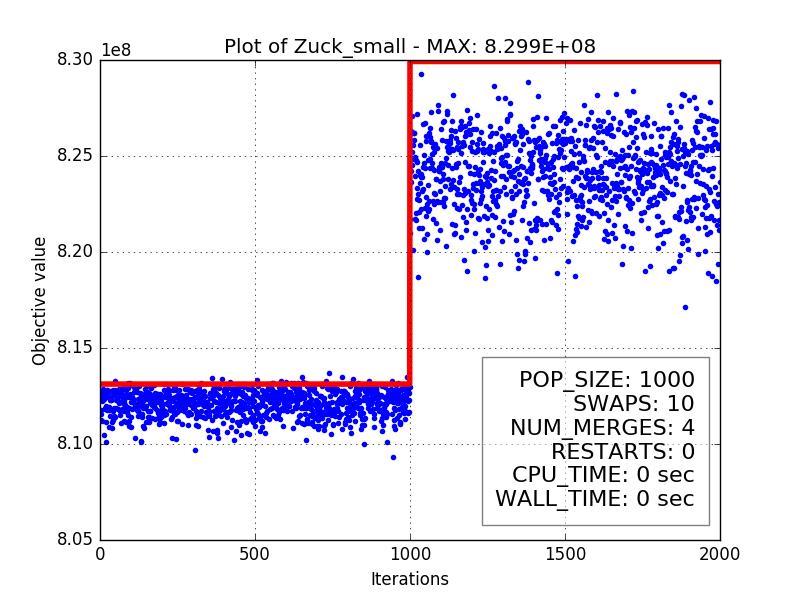 Plot of Zuck_small - MAX: 8.299E+08
1e8
8.30
8.25
8.20
8.15
8.10
8.05
Objective value
POP_SIZE: 1000
SWAPS: 10
NUM_MERGES: 4
RESTARTS: 0
CPU_TIME: 0 sec
WALL_TIME: 0 sec
0 500 1000 1500 2000
Iterations